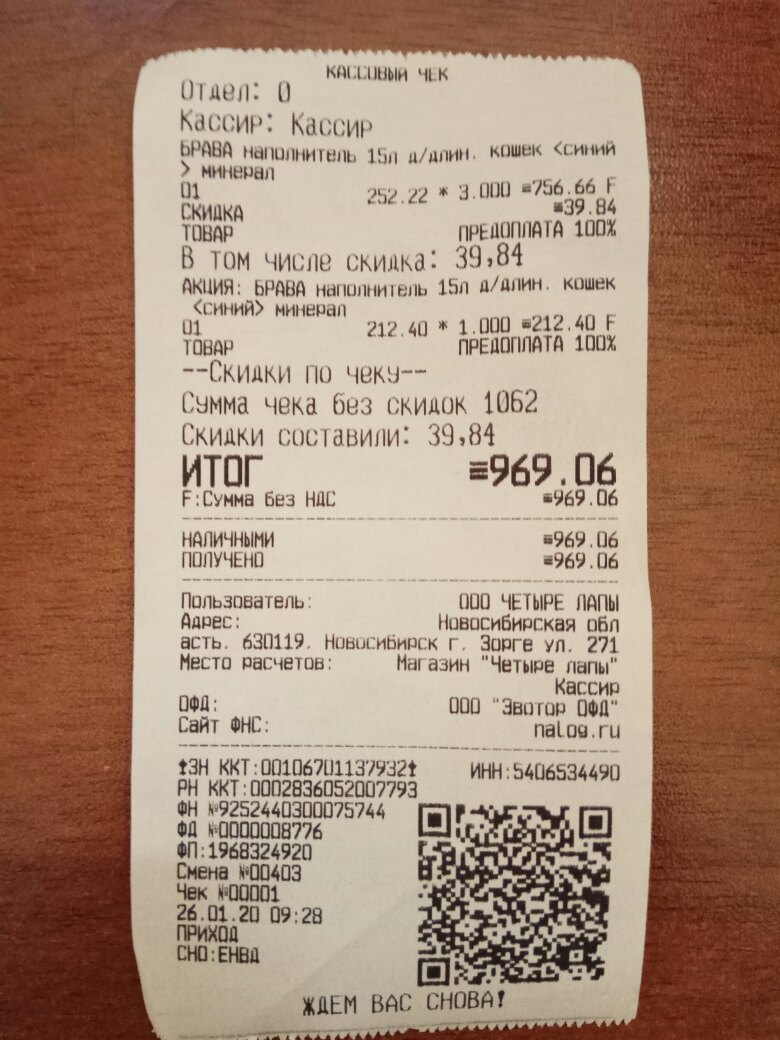 КАССОВЫЙ ЧЕК
Отдел: 0
Кассир: Кассир
БРАВА наполнитель 15л д/длин. кошек <синий
> минерал
01 252.22 * 3.000 ≡756.66 F
СКИДКА ≡39.84
ТОВАР ПРЕДОПЛАТА 100%
В том числе скидка: 39,84
АКЦИЯ: БРАВА наполнитель 15л д/длин. кошек
<синий> минерал
01 212.40 * 1.000 ≡212.40 F
ТОВАР ПРЕДОПЛАТА 100%
--Скидки по чеку--
Сумма чека без скидок 1062
Скидки составили: 39,84
ИТОГ ≡969.06
F:Сумма без НДС ≡969.06
НАЛИЧНЫМИ ≡969.06
ПОЛУЧЕНО ≡969.06
Пользователь: ООО ЧЕТЫРЕ ЛАПЫ
Адрес: Новосибирская обл
асть, 630119, Новосибирск г, Зорге ул, 271
Место расчетов: Магазин "Четыре лапы"
Кассир
ОФД: ООО "Эвотор ОФД"
Сайт ФНС: nalog.ru
ЗН ККТ:00106701137932 ИНН:5406534490
РН ККТ:0002836052007793
ФН №9252440300075744
ФД №0000008776
ФП:1968324920
Смена №00403
Чек №00001
26.01.20 09:28
ПРИХОД
СНО:ЕНВД
ЖДЕМ ВАС СНОВА!